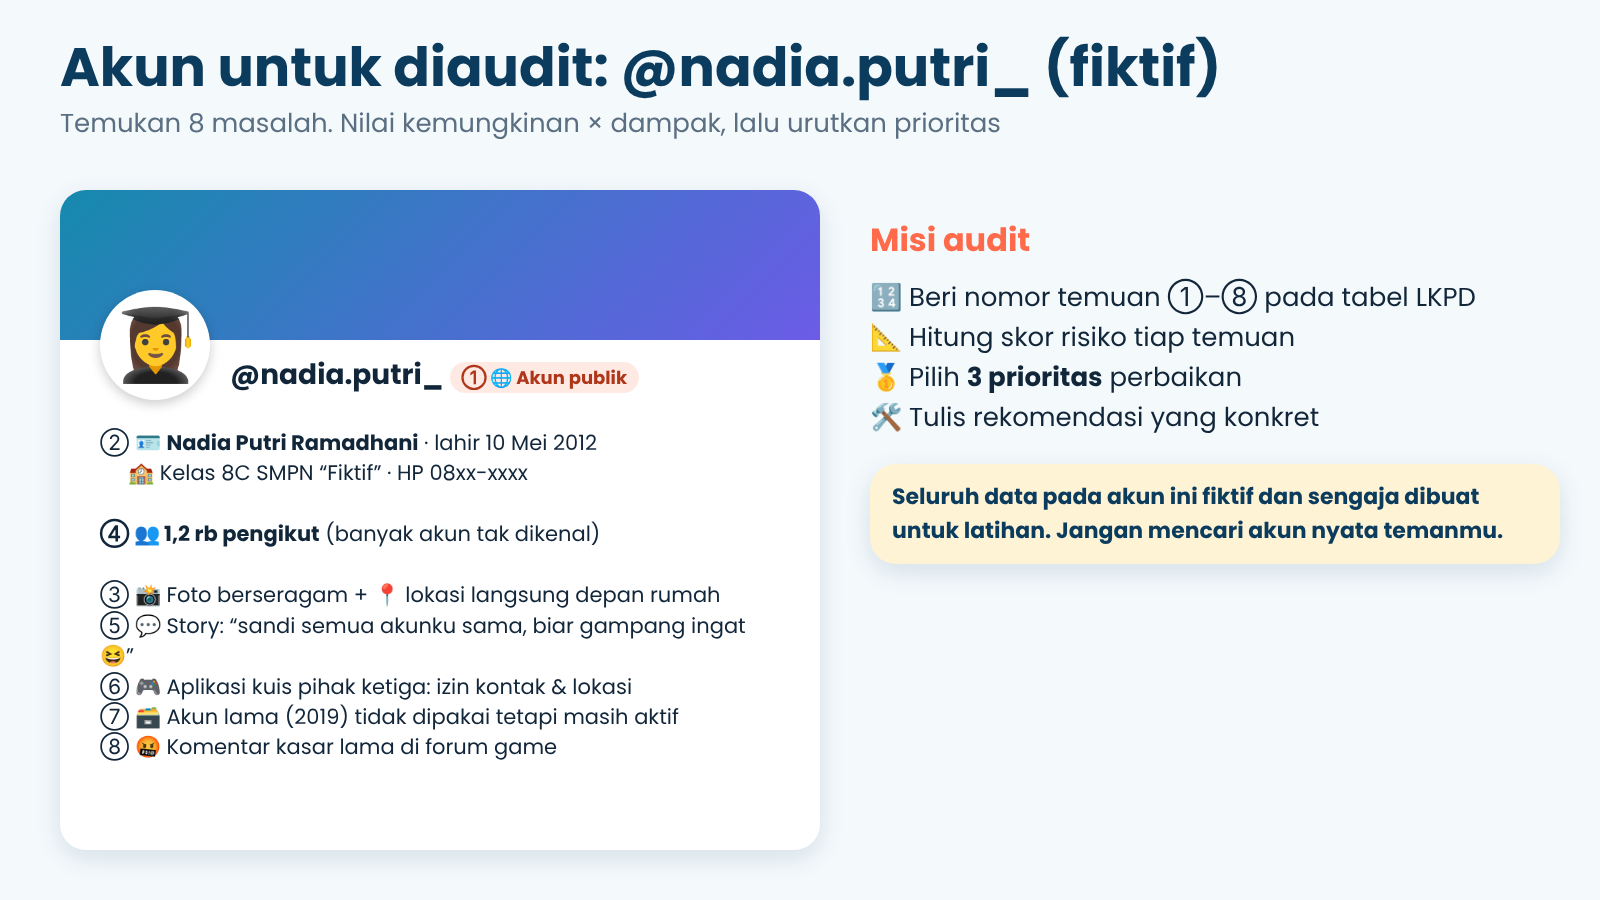 Akun untuk diaudit: @nadia.putri_ (fiktif)
Temukan 8 masalah. Nilai kemungkinan × dampak, lalu urutkan prioritas
@nadia.putri_ ① 🌐 Akun publik
② 🪪 Nadia Putri Ramadhani · lahir 10 Mei 2012
🏫 Kelas 8C SMPN “Fiktif” · HP 08xx-xxxx
④ 👥 1,2 rb pengikut (banyak akun tak dikenal)
③ 📸 Foto berseragam + 📍 lokasi langsung depan rumah
⑤ 💬 Story: “sandi semua akunku sama, biar gampang ingat
😆”
⑥ 🎮 Aplikasi kuis pihak ketiga: izin kontak & lokasi
⑦ 🗃️ Akun lama (2019) tidak dipakai tetapi masih aktif
⑧ 🤬 Komentar kasar lama di forum game
Misi audit
🔢 Beri nomor temuan ①–⑧ pada tabel LKPD
📐 Hitung skor risiko tiap temuan
🥇 Pilih 3 prioritas perbaikan
🛠️ Tulis rekomendasi yang konkret
Seluruh data pada akun ini fiktif dan sengaja dibuat
untuk latihan. Jangan mencari akun nyata temanmu.